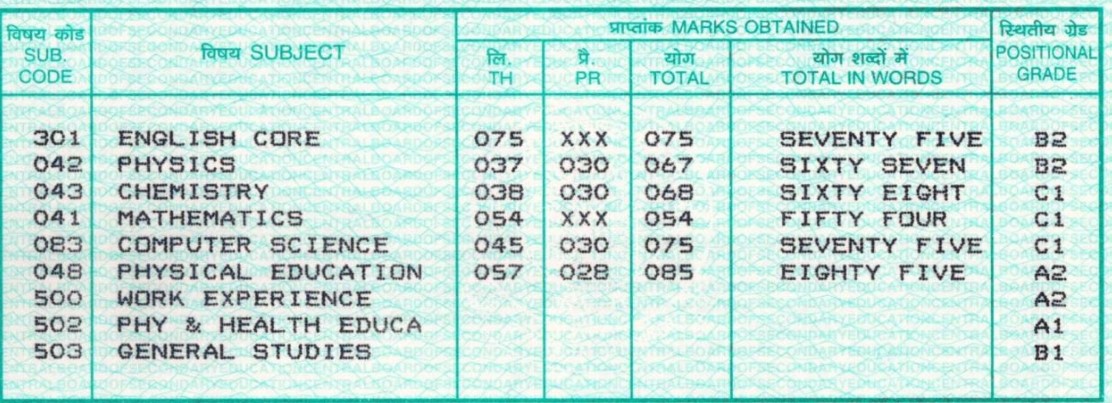 विषय कोड SUB. CODE विषय SUBJECT प्राप्तांक MARKS OBTAINED स्थितीय ग्रेड POSITIONAL GRADE
लि. TH प्रै. PR योग TOTAL योग शब्दों में TOTAL IN WORDS
301 ENGLISH CORE 075 XXX 075 SEVENTY FIVE B2
042 PHYSICS 037 030 067 SIXTY SEVEN B2
043 CHEMISTRY 038 030 068 SIXTY EIGHT C1
041 MATHEMATICS 054 XXX 054 FIFTY FOUR C1
083 COMPUTER SCIENCE 045 030 075 SEVENTY FIVE C1
048 PHYSICAL EDUCATION 057 028 085 EIGHTY FIVE A2
500 WORK EXPERIENCE A2
502 PHY & HEALTH EDUCA A1
503 GENERAL STUDIES B1